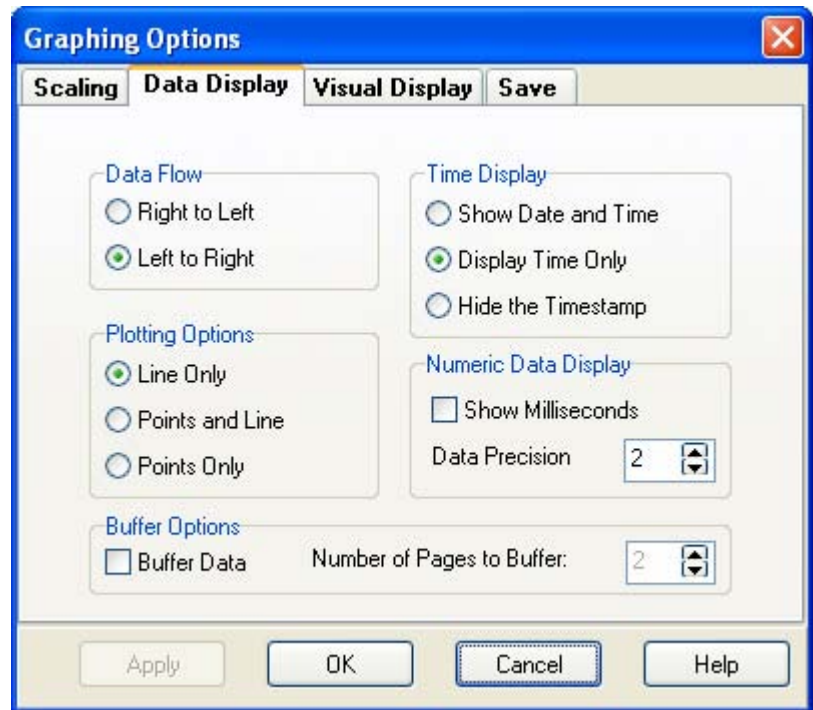 Graphing Options
Scaling Data Display Visual Display Save
Data Flow
Right to Left
Left to Right
Time Display
Show Date and Time
Display Time Only
Hide the Timestamp
Plotting Options
Line Only
Points and Line
Points Only
Numeric Data Display
Show Milliseconds
Data Precision 2
Buffer Options
Buffer Data Number of Pages to Buffer: 2
Apply OK Cancel Help